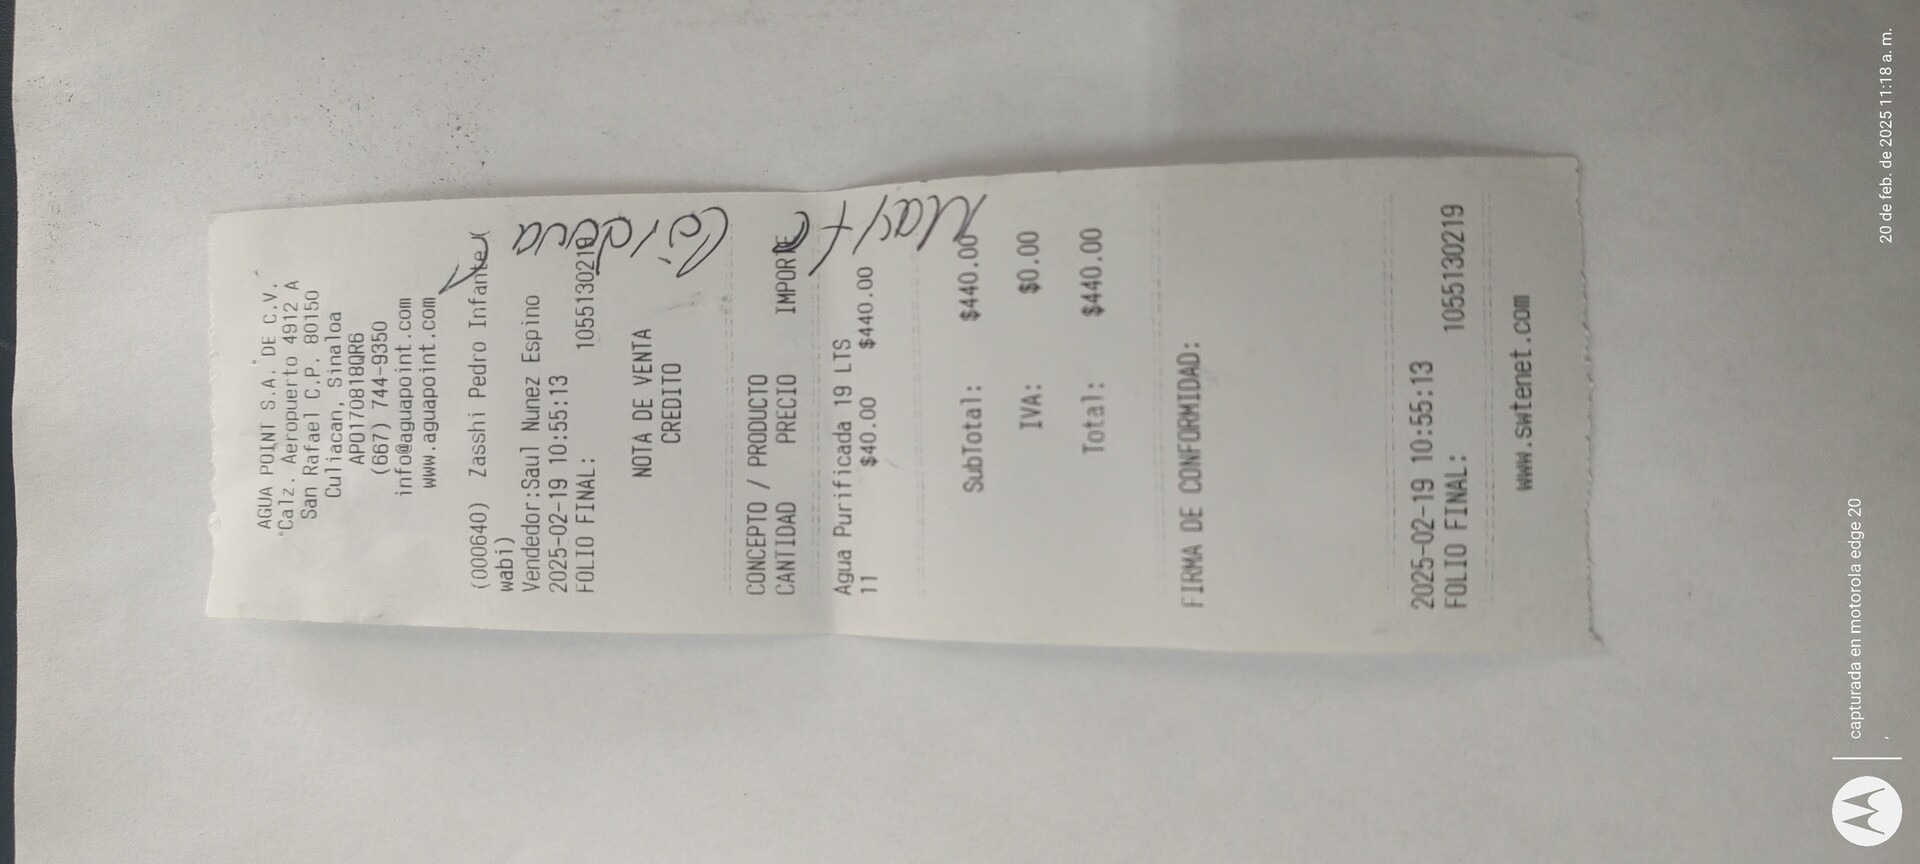 AGUA POINT S.A. DE C.V.
Calz. Aeropuerto 4912 A
San Rafael C.P. 80150
Culiacan, Sinaloa
APO170818QR6
(667) 744-9350
info@aguapoint.com
www.aguapoint.com
(000640) Zasshi Pedro Infante(
wabi)
Vendedor:Saul Nunez Espino
2025-02-19 10:55:13
FOLIO FINAL: 1055130219
NOTA DE VENTA
CREDITO
CONCEPTO / PRODUCTO
CANTIDAD PRECIO IMPORTE
Agua Purificada 19 LTS
11 $40.00 $440.00
SubTotal: $440.00
IVA: $0.00
Total: $440.00
FIRMA DE CONFORMIDAD:
2025-02-19 10:55:13
FOLIO FINAL: 1055130219
www.swtenet.com
capturada en motorola edge 20
20 de feb. de 2025 11:18 a. m.